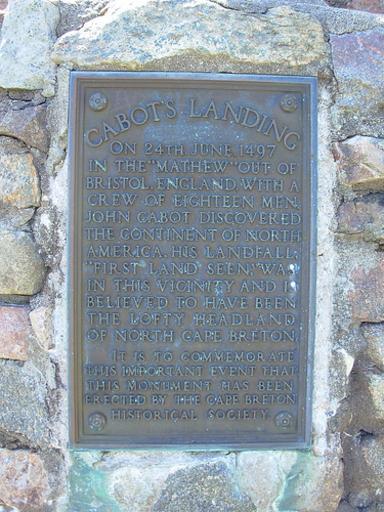 CABOT'S LANDING
ON 24TH JUNE, 1497
IN THE "MATHEW" OUT OF
BRISTOL, ENGLAND, WITH A
CREW OF EIGHTEEN MEN,
JOHN CABOT DISCOVERED
THE CONTINENT OF NORTH
AMERICA. HIS LANDFALL,
"FIRST LAND SEEN," WAS
IN THIS VICINITY AND IS
BELIEVED TO HAVE BEEN
THE LOFTY HEADLAND
OF NORTH CAPE BRETON.
IT IS TO COMMEMORATE
THIS IMPORTANT EVENT THAT
THIS MONUMENT HAS BEEN
ERECTED BY THE CAPE BRETON
HISTORICAL SOCIETY.